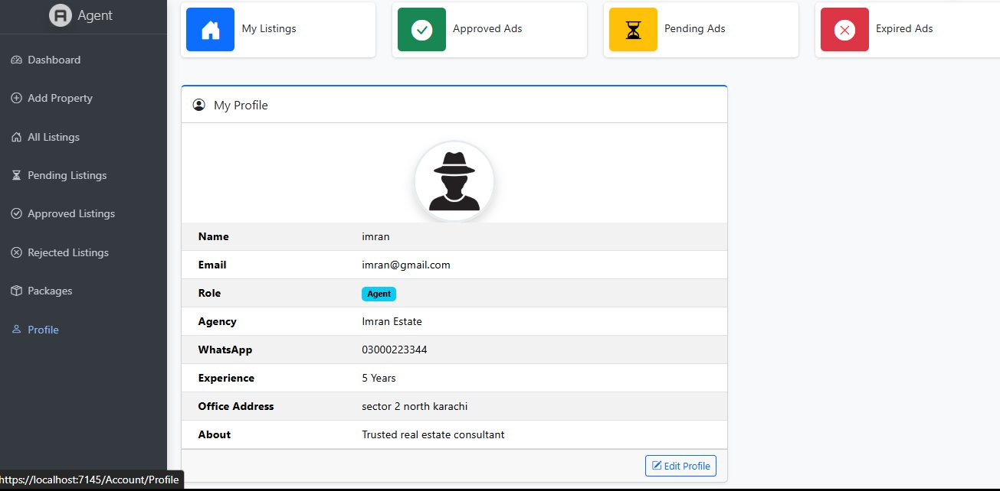 Agent
Dashboard
Add Property
All Listings
Pending Listings
Approved Listings
Rejected Listings
Packages
Profile
My Listings
Approved Ads
Pending Ads
Expired Ads
My Profile
Name imran
Email imran@gmail.com
Role Agent
Agency Imran Estate
WhatsApp 03000223344
Experience 5 Years
Office Address sector 2 north karachi
About Trusted real estate consultant
Edit Profile
https://localhost:7145/Account/Profile